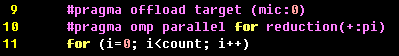 9 #pragma offload target (mic:0)
10 #pragma omp parallel for reduction(+:pi)
11 for (i=0; i<count; i++)